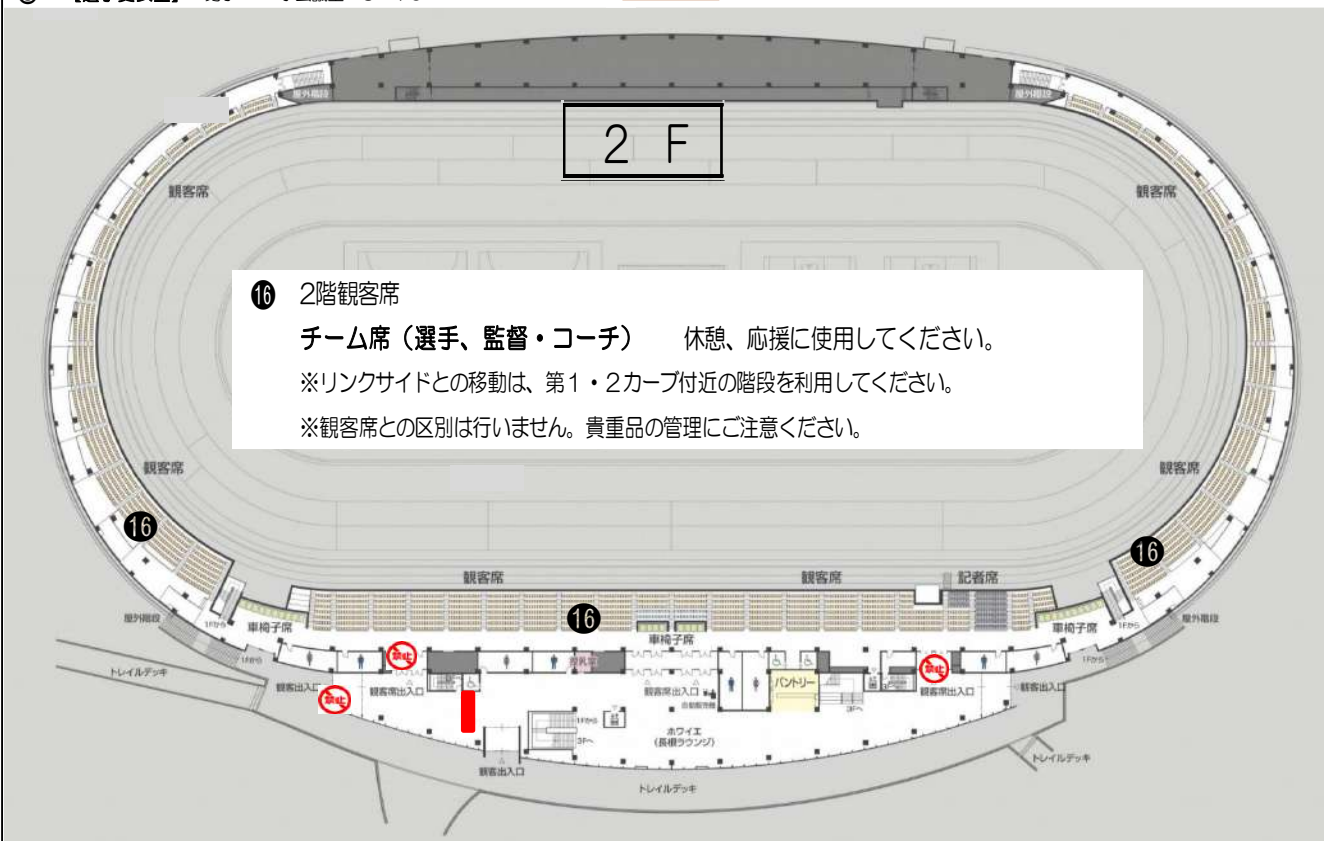 2 F
屋外階段
屋外階段
観客席
観客席
⓰ 2階観客席
チーム席（選手、監督・コーチ） 休憩、応援に使用してください。
※リンクサイドとの移動は、第１・２カーブ付近の階段を利用してください。
※観客席との区別は行いません。貴重品の管理にご注意ください。
観客席
観客席
⓰
⓰
観客席
観客席
記者席
⓰
屋外階段
1Fから
車椅子席
車椅子席
車椅子席
1Fから
屋外階段
1Fから
禁止
授乳室
パントリー
禁止
1Fから
トレイルデッキ
観客出入口
禁止
観客席出入口
観客席出入口
自動販売機
観客席出入口
観客出入口
1Fから
3Fへ
3Fへ
ホワイエ
(長根ラウンジ)
観客出入口
トレイルデッキ
トレイルデッキ